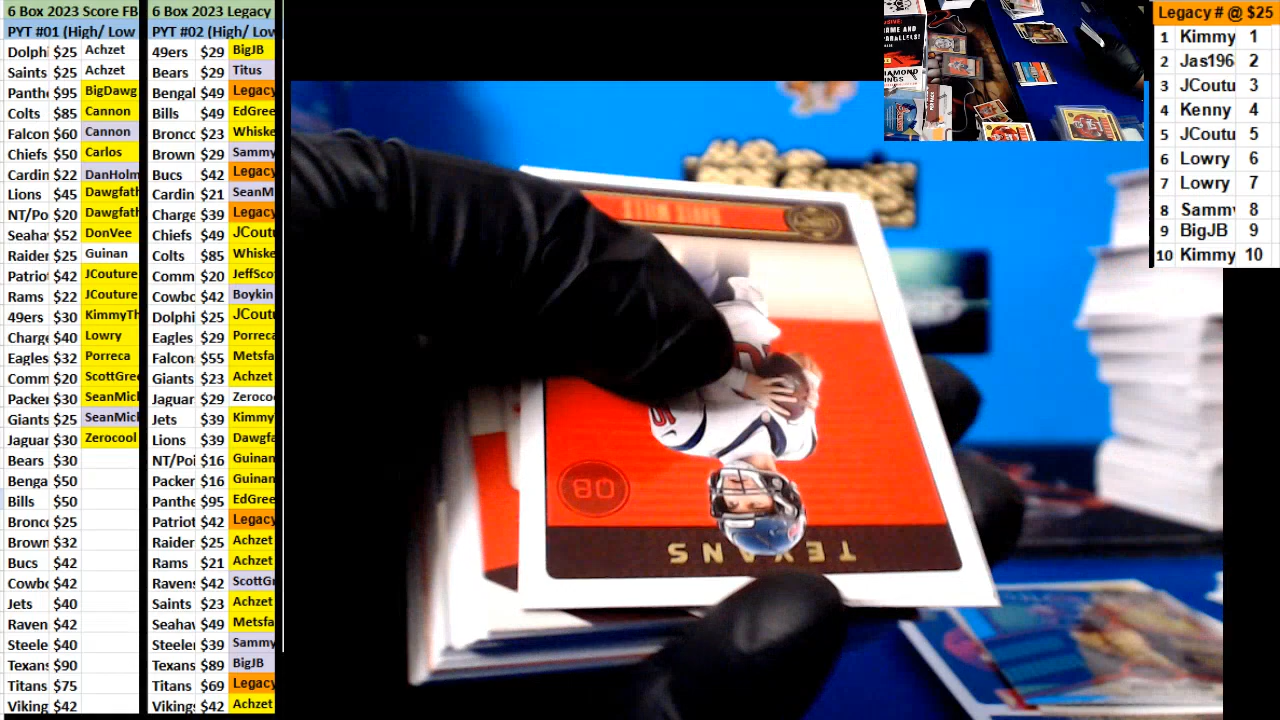 6 Box 2023 Score FB
PYT #01 (High/ Low
Dolph $25 Achzet
Saints $25 Achzet
Panthe $95 BigDawg
Colts $85 Cannon
Falcon $60 Cannon
Chiefs $50 Carlos
Cardin $22 DanHolm
Lions $45 Dawgfath
NT/Po $20 Dawgfath
Seaha $52 DonVee
Raider $25 Guinan
Patriot $42 JCouture
Rams $22 JCouture
49ers $30 KimmyTh
Charge $40 Lowry
Eagles $32 Porreca
Comm $20 ScottGree
Packer $30 SeanMic
Giants $25 SeanMich
Jaguar $30 Zerocool
Bears $30
Benga $50
Bills $50
Bronc $25
Brown $32
Bucs $42
Cowbo $42
Jets $40
Raven $42
Steele $40
Texans $90
Titans $75
Viking $42
6 Box 2023 Legacy
PYT #02 (High/ Low
49ers $29 BigJB
Bears $29 Titus
Bengal $49 Legacy
Bills $49 EdGree
Bronco $23 Whiske
Brown $29 Sammy
Bucs $42 Legacy
Cardin $21 SeanM
Charge $39 Legacy
Chiefs $49 JCout
Colts $85 Whiske
Comm $20 JeffSco
Cowbo $42 Boykin
Dolphi $25 JCout
Eagles $29 Porreca
Falcon $55 Metsfa
Giants $23 Achzet
Jaguar $29 Zeroco
Jets $39 Kimmy
Lions $39 Dawgfa
NT/Poi $16 Guinan
Packer $16 Guinan
Panthe $95 EdGree
Patriot $42 Legacy
Raider $25 Achzet
Rams $21 Achzet
Ravens $42 ScottGr
Saints $23 Achzet
Seahaw $49 Metsfa
Steeler $39 Sammy
Texans $89 BigJB
Titans $69 Legacy
Vikings $42 Achzet
TEXANS
QB
Legacy # @ $25
1 Kimmy 1
2 Jas196 2
3 JCoutu 3
4 Kenny 4
5 JCoutu 5
6 Lowry 6
7 Lowry 7
8 Sammy 8
9 BigJB 9
10 Kimmy 10